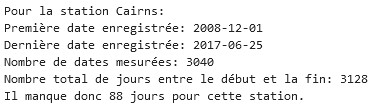 Pour la station Cairns:
Première date enregistrée: 2008-12-01
Dernière date enregistrée: 2017-06-25
Nombre de dates mesurées: 3040
Nombre total de jours entre le début et la fin: 3128
Il manque donc 88 jours pour cette station.